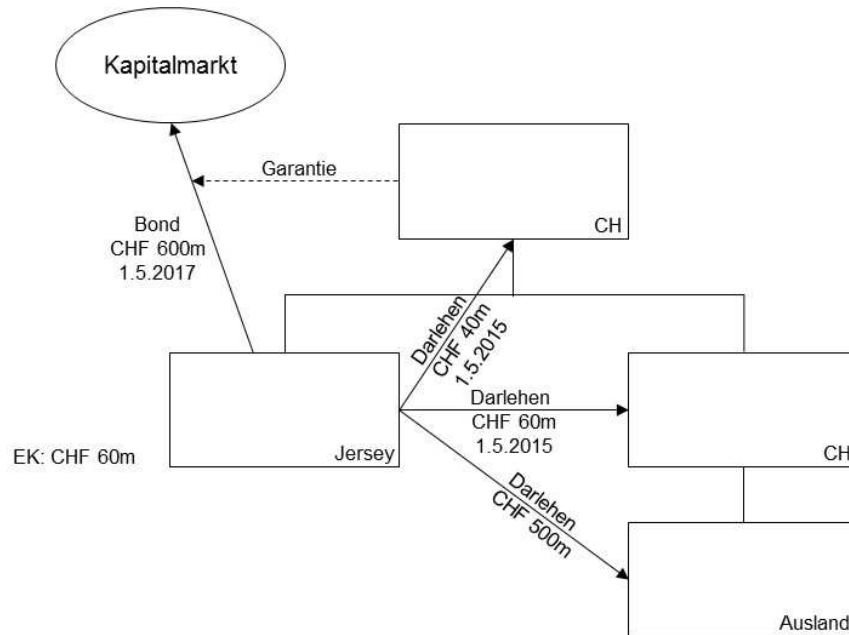 Kapitalmarkt
Garantie
CH
Bond
CHF 600m
1.5.2017
Darlehen
CHF 40m
1.5.2015
Darlehen
CHF 60m
1.5.2015
CH
EK: CHF 60m
Jersey
Darlehen
CHF 500m
Ausland